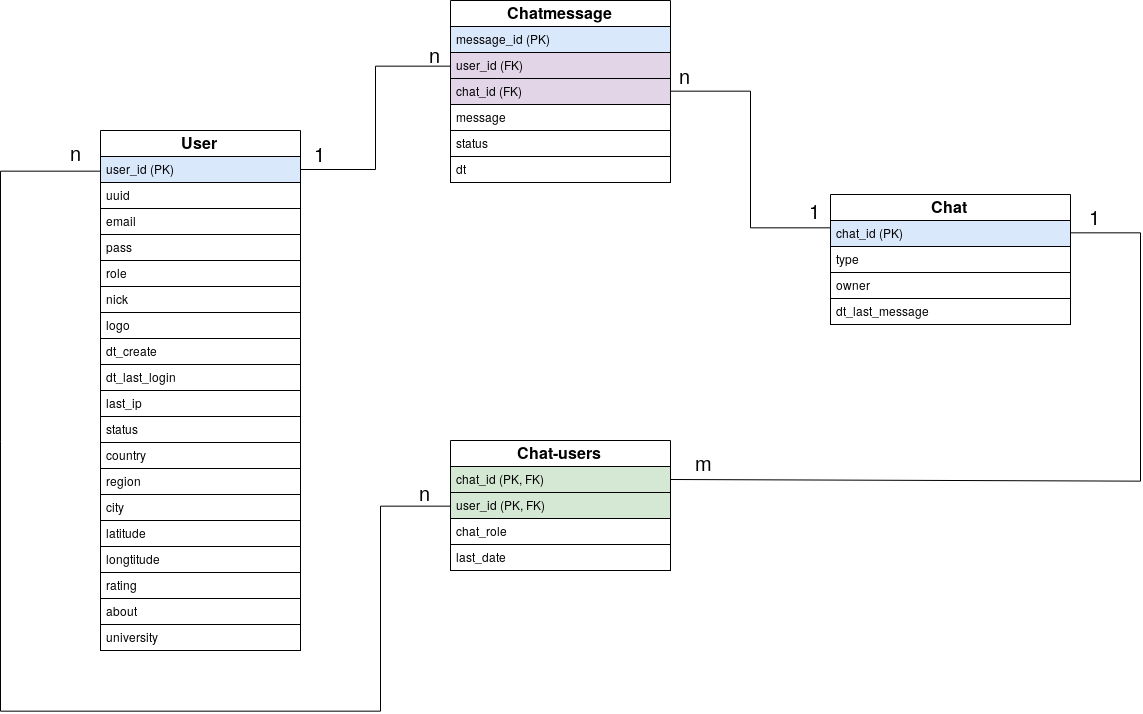 Chatmessage
message_id (PK)
user_id (FK)
chat_id (FK)
message
status
dt
n
n
User
user_id (PK)
uuid
email
pass
role
nick
logo
dt_create
dt_last_login
last_ip
status
country
region
city
latitude
longtitude
rating
about
university
n
1
Chat
chat_id (PK)
type
owner
dt_last_message
1
1
Chat-users
chat_id (PK, FK)
user_id (PK, FK)
chat_role
last_date
m
n